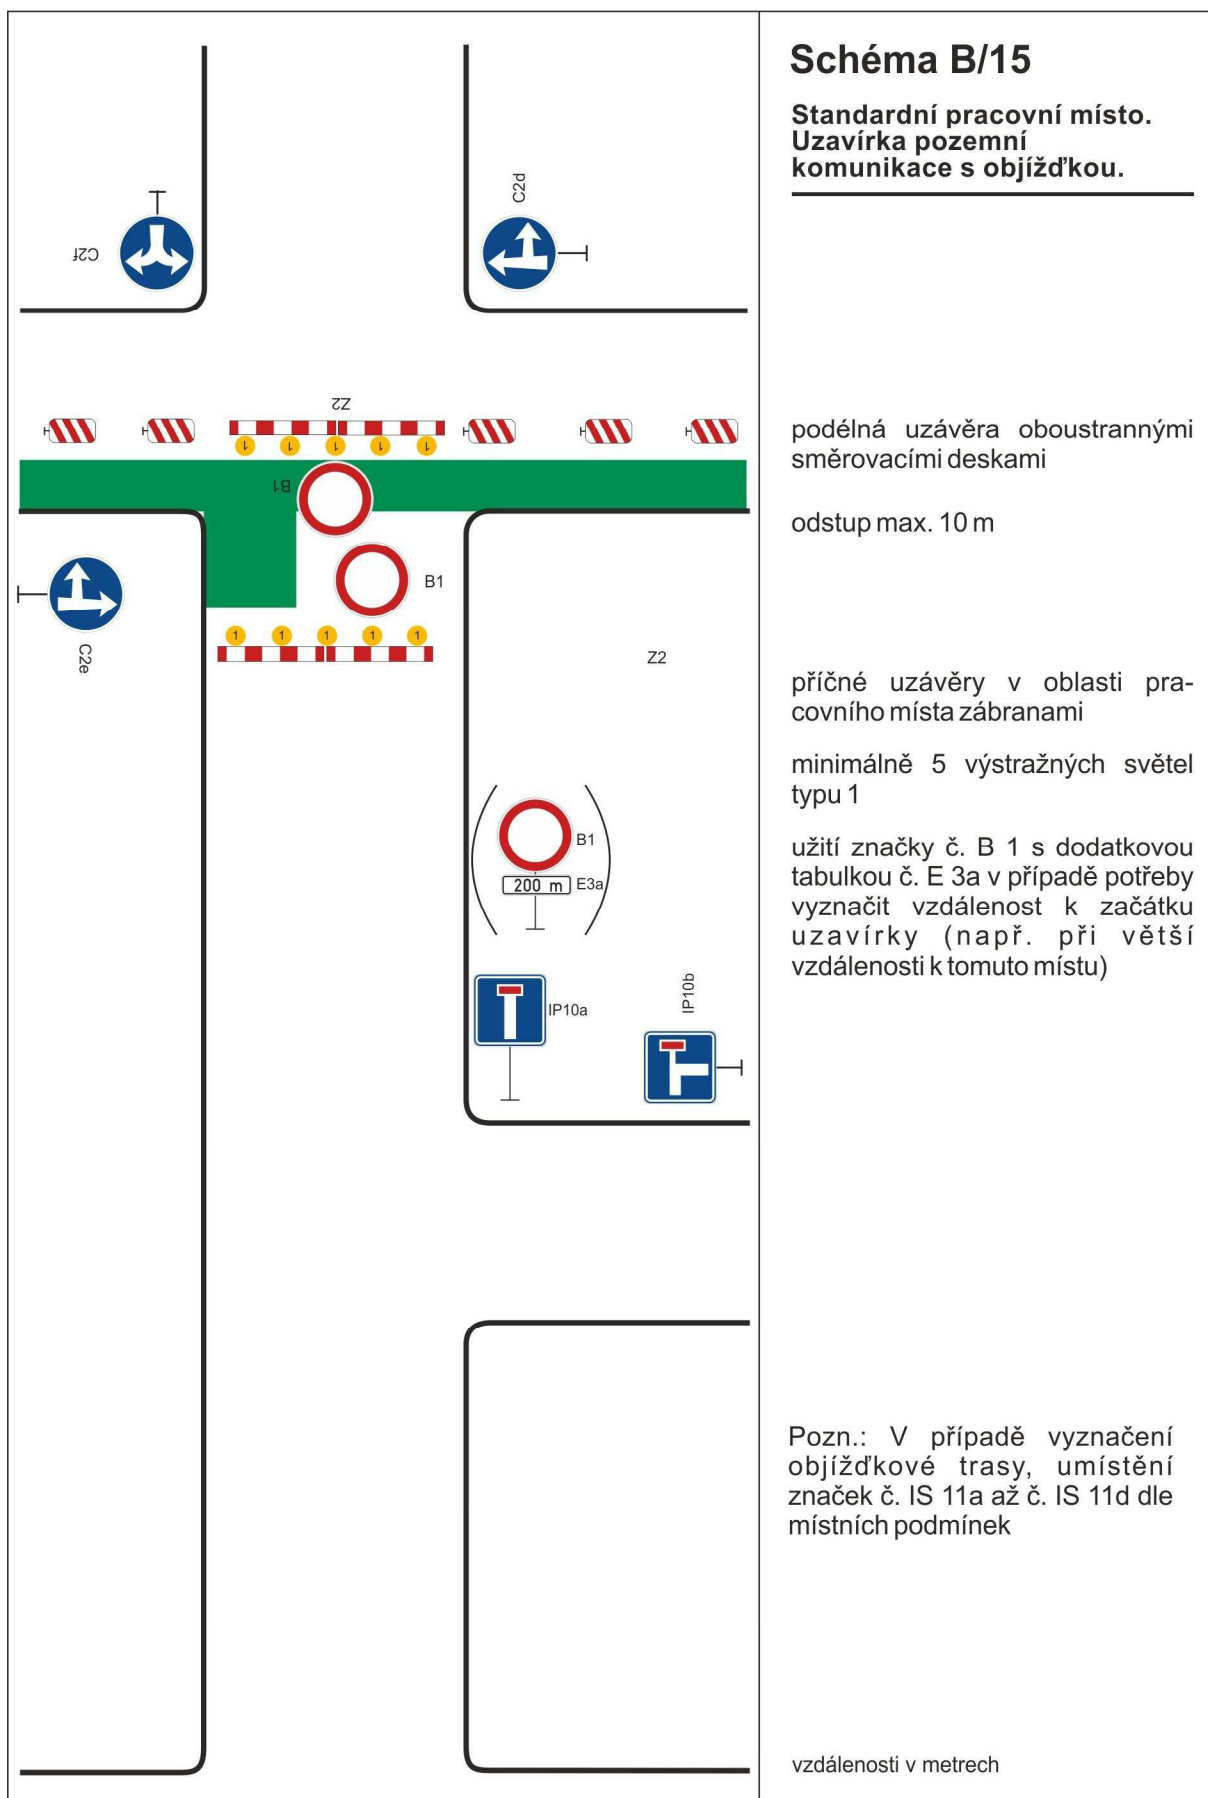 Schéma B/15
Standardní pracovní místo.
Uzavírka pozemní
komunikace s objížďkou.
C2f
C2d
Z2
1 1 1 1 1
podélná uzávěra oboustrannými
směrovacími deskami
B1
odstup max. 10 m
B1
C2e
1 1 1 1 1
Z2
příčné uzávěry v oblasti pra-
covního místa zábranami
minimálně 5 výstražných světel
typu 1
B1
200 m E3a
užití značky č. B 1 s dodatkovou
tabulkou č. E 3a v případě potřeby
vyznačit vzdálenost k začátku
uzavírky (např. při větší
vzdálenosti k tomuto místu)
IP10a
IP10b
Pozn.: V případě vyznačení
objížďkové trasy, umístění
značek č. IS 11a až č. IS 11d dle
místních podmínek
vzdálenosti v metrech